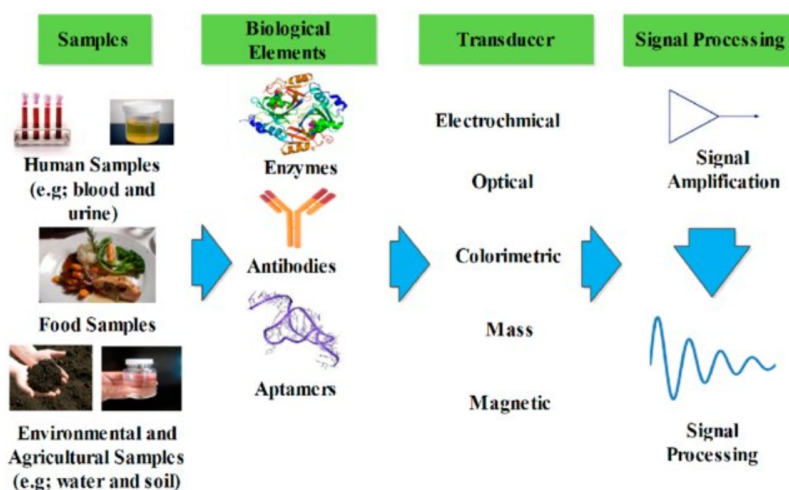 Samples
Biological
Elements
Transducer
Signal Processing
Human Samples
(e.g; blood and
urine)
Food Samples
Environmental and
Agricultural Samples
(e.g; water and soil)
Enzymes
Antibodies
Aptamers
Electrochmical
Optical
Colorimetric
Mass
Magnetic
Signal
Amplification
Signal
Processing